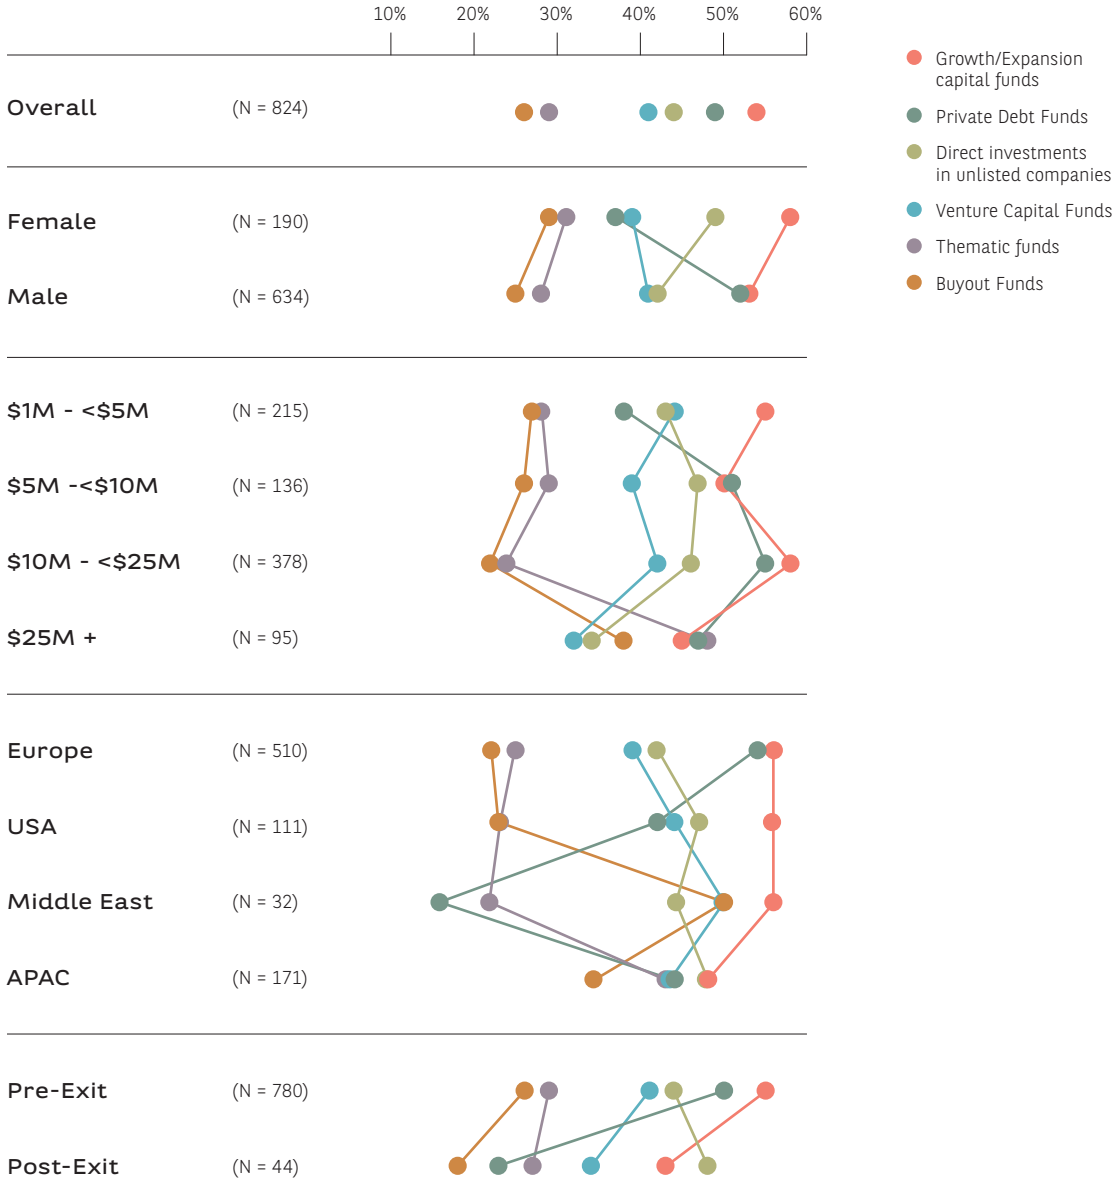 10% 20% 30% 40% 50% 60%
Growth/Expansion
capital funds
Private Debt Funds
Direct investments
in unlisted companies
Venture Capital Funds
Thematic funds
Buyout Funds
Overall (N = 824)
Female (N = 190)
Male (N = 634)
$1M - <$5M (N = 215)
$5M -<$10M (N = 136)
$10M - <$25M (N = 378)
$25M + (N = 95)
Europe (N = 510)
USA (N = 111)
Middle East (N = 32)
APAC (N = 171)
Pre-Exit (N = 780)
Post-Exit (N = 44)